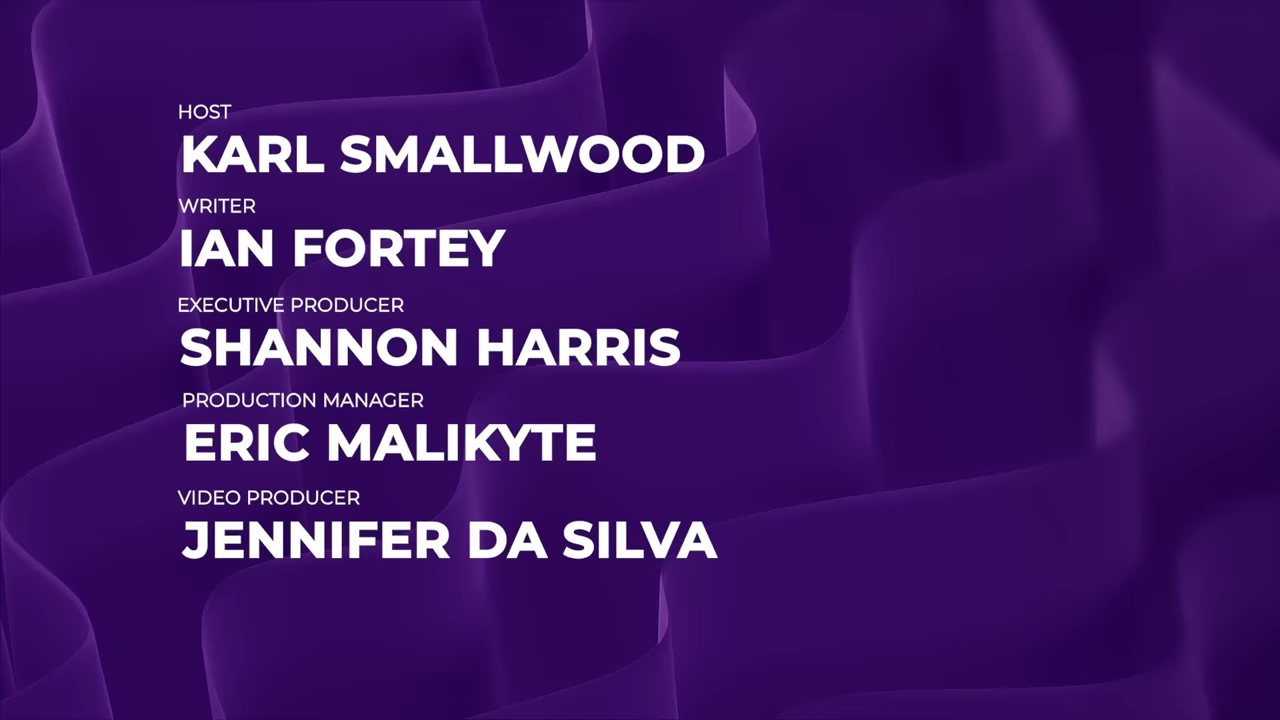 HOST
KARL SMALLWOOD
WRITER
IAN FORTEY
EXECUTIVE PRODUCER
SHANNON HARRIS
PRODUCTION MANAGER
ERIC MALIKYTE
VIDEO PRODUCER
JENNIFER DA SILVA